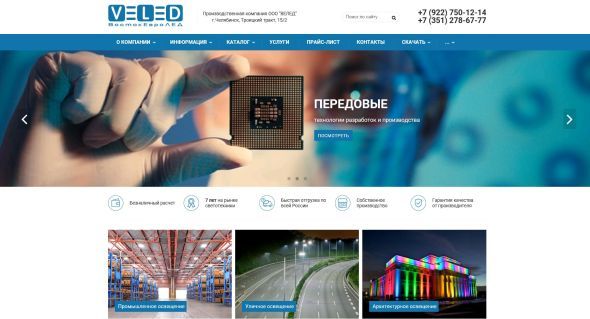 VELED
ВостокЕвроЛЕД
Производственная компания ООО "ВЕЛЕД"
г.Челябинск, Троицкий тракт, 15/2
Поиск по сайту
+7 (922) 750-12-14
+7 (351) 278-67-77
О КОМПАНИИ
ИНФОРМАЦИЯ
КАТАЛОГ
УСЛУГИ
ПРАЙС-ЛИСТ
КОНТАКТЫ
СКАЧАТЬ
...
ПЕРЕДОВЫЕ
технологии разработок и производства
ПОСМОТРЕТЬ
Безналичный расчет
7 лет на рынке
светотехники
Быстрая отгрузка по
всей России
Собственное
производство
Гарантия качества
от производителя
Промышленное освещение
Уличное освещение
Архитектурное освещение